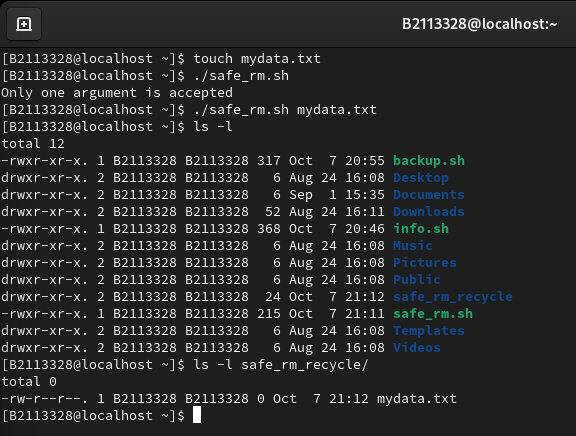 B2113328@localhost:~
[B2113328@localhost ~]$ touch mydata.txt
[B2113328@localhost ~]$ ./safe_rm.sh
Only one argument is accepted
[B2113328@localhost ~]$ ./safe_rm.sh mydata.txt
[B2113328@localhost ~]$ ls -l
total 12
-rwxr-xr-x. 1 B2113328 B2113328 317 Oct  7 20:55 backup.sh
drwxr-xr-x. 2 B2113328 B2113328   6 Aug 24 16:08 Desktop
drwxr-xr-x. 2 B2113328 B2113328   6 Sep  1 15:35 Documents
drwxr-xr-x. 2 B2113328 B2113328  52 Aug 24 16:11 Downloads
-rwxr-xr-x. 1 B2113328 B2113328 368 Oct  7 20:46 info.sh
drwxr-xr-x. 2 B2113328 B2113328   6 Aug 24 16:08 Music
drwxr-xr-x. 2 B2113328 B2113328   6 Aug 24 16:08 Pictures
drwxr-xr-x. 2 B2113328 B2113328   6 Aug 24 16:08 Public
drwxr-xr-x. 2 B2113328 B2113328  24 Oct  7 21:12 safe_rm_recycle
-rwxr-xr-x. 1 B2113328 B2113328 215 Oct  7 21:11 safe_rm.sh
drwxr-xr-x. 2 B2113328 B2113328   6 Aug 24 16:08 Templates
drwxr-xr-x. 2 B2113328 B2113328   6 Aug 24 16:08 Videos
[B2113328@localhost ~]$ ls -l safe_rm_recycle/
total 0
-rw-r--r--. 1 B2113328 B2113328 0 Oct  7 21:12 mydata.txt
[B2113328@localhost ~]$